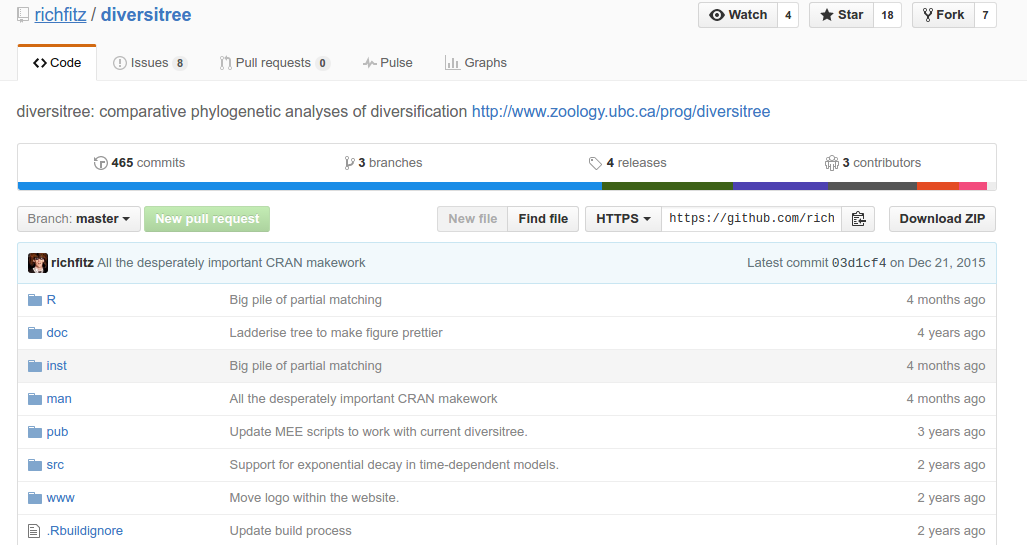 richfitz / diversitree Watch 4 Star 18 Fork 7
Code Issues 8 Pull requests 0 Pulse Graphs
diversitree: comparative phylogenetic analyses of diversification http://www.zoology.ubc.ca/prog/diversitree
465 commits 3 branches 4 releases 3 contributors
Branch: master New pull request New file Find file HTTPS https://github.com/rich Download ZIP
richfitz All the desperately important CRAN makework Latest commit 03d1cf4 on Dec 21, 2015
R Big pile of partial matching 4 months ago
doc Ladderise tree to make figure prettier 4 years ago
inst Big pile of partial matching 4 months ago
man All the desperately important CRAN makework 4 months ago
pub Update MEE scripts to work with current diversitree. 3 years ago
src Support for exponential decay in time-dependent models. 2 years ago
www Move logo within the website. 2 years ago
.Rbuildignore Update build process 2 years ago